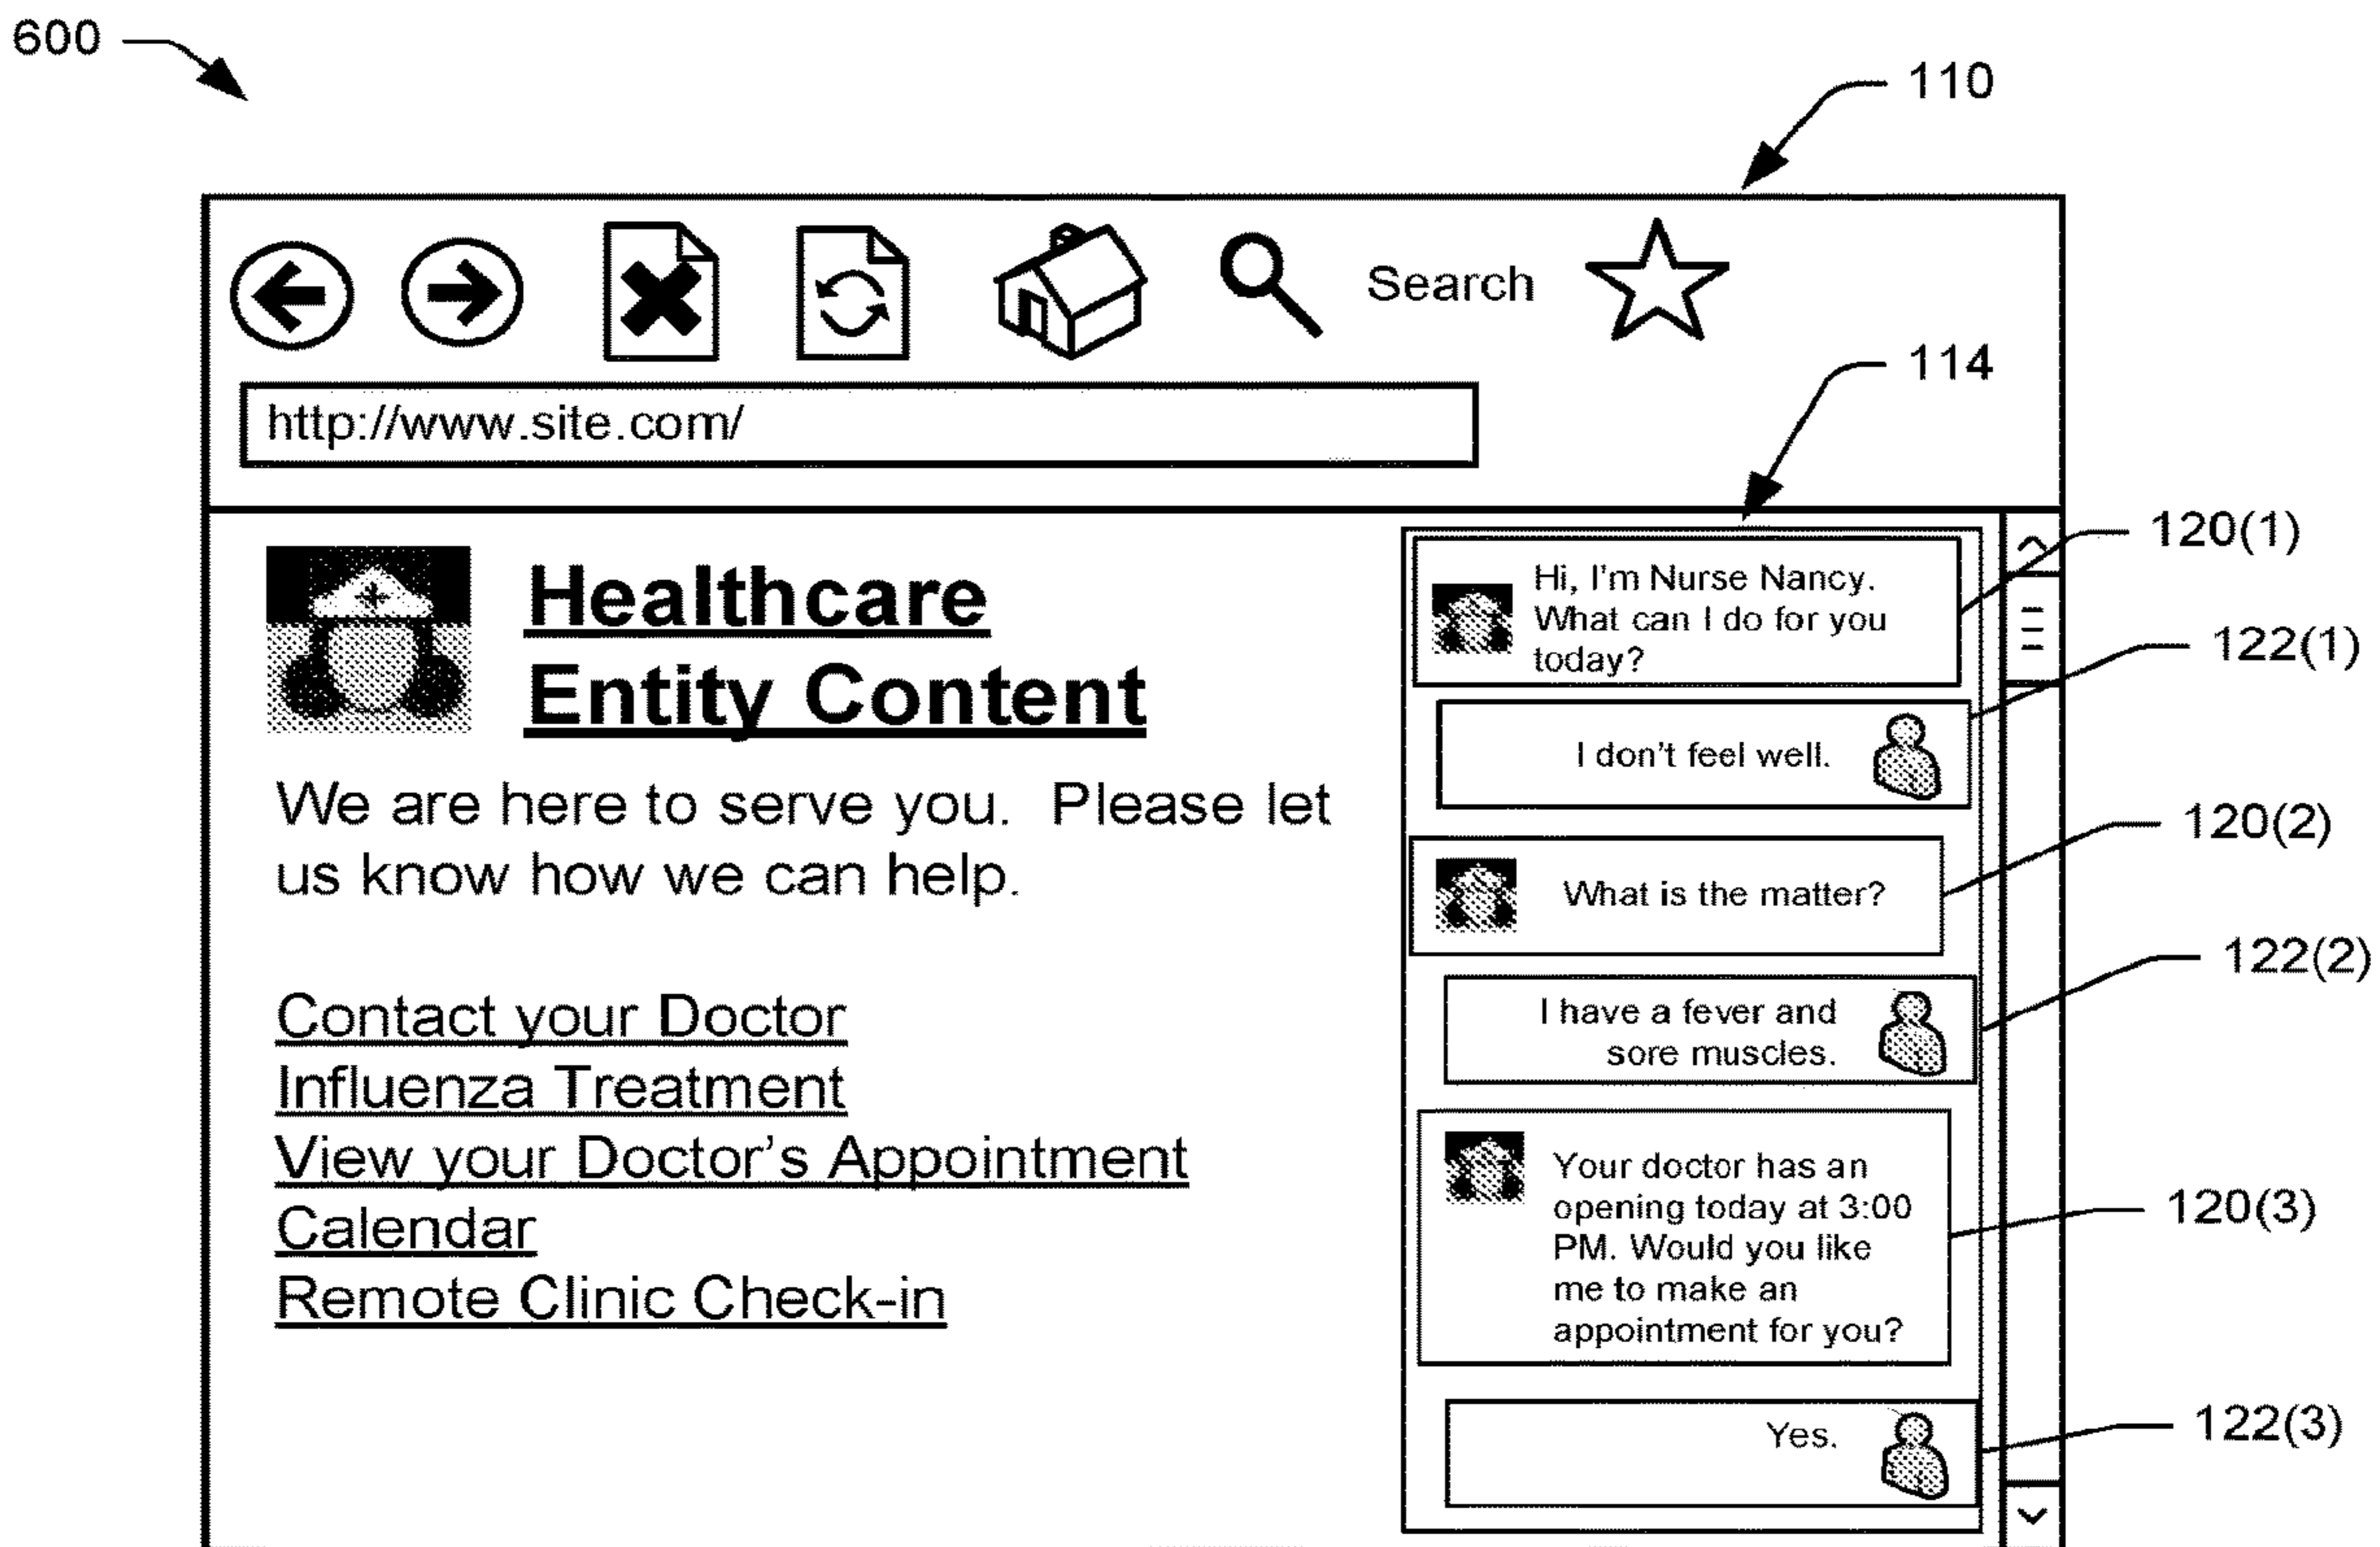 600
110
Search
114
http://www.site.com/
Healthcare
Entity Content
We are here to serve you. Please let
us know how we can help.
Contact your Doctor
Influenza Treatment
View your Doctor's Appointment
Calendar
Remote Clinic Check-in
Hi, I'm Nurse Nancy.
What can I do for you
today?
120(1)
I don't feel well.
122(1)
What is the matter?
120(2)
I have a fever and
sore muscles.
122(2)
Your doctor has an
opening today at 3:00
PM. Would you like
me to make an
appointment for you?
120(3)
Yes.
122(3)